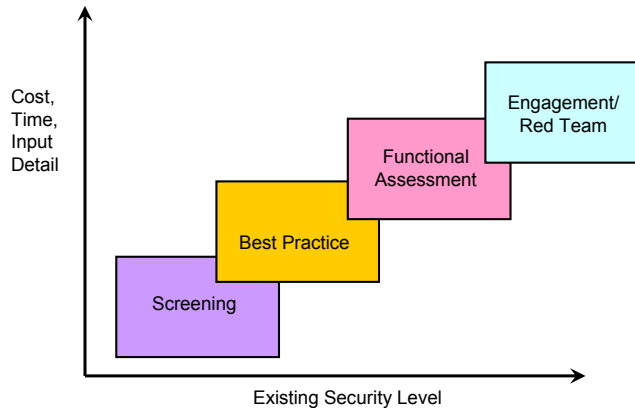 Cost,
Time,
Input
Detail
Engagement/
Red Team
Functional
Assessment
Best Practice
Screening
Existing Security Level